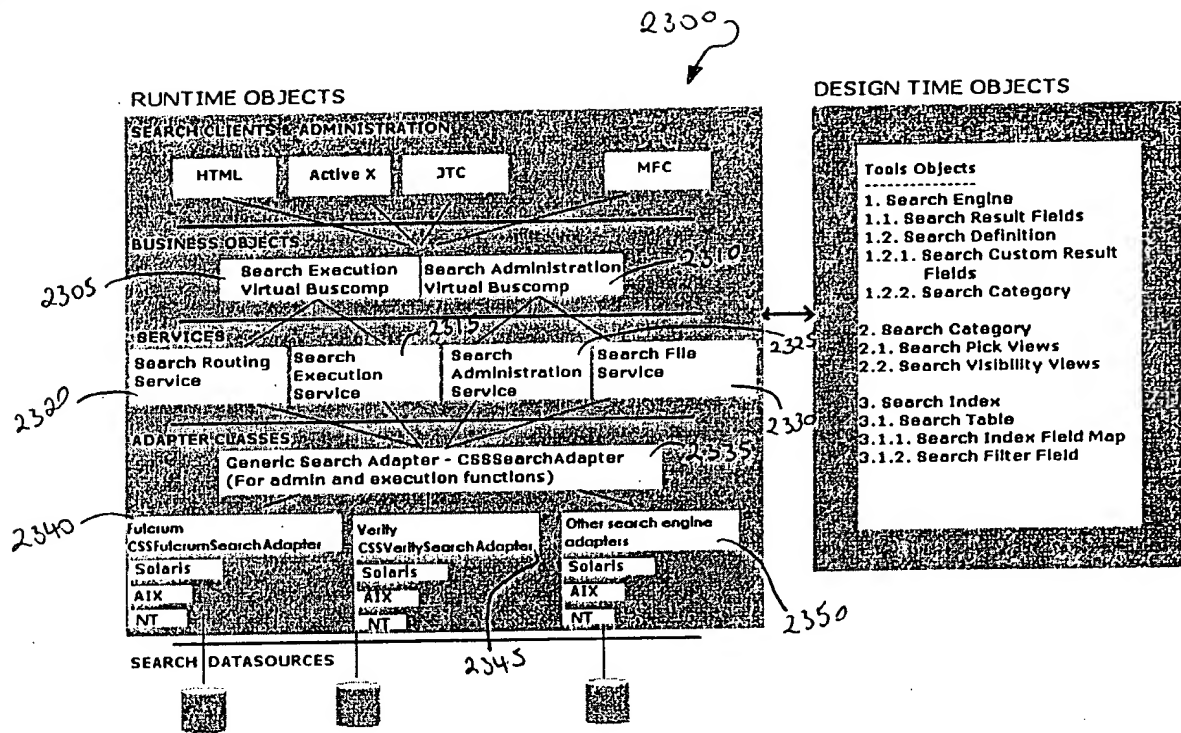 2300
RUNTIME OBJECTS
SEARCH CLIENTS & ADMINISTRATION
HTML
Active X
JTC
MFC
BUSINESS OBJECTS
2305
Search Execution
Virtual Buscomp
Search Administration
Virtual Buscomp
2310
SERVICES
2315
2325
Search Routing
Service
Search
Execution
Service
Search
Administration
Service
Search File
Service
2320
2330
ADAPTER CLASSES
Generic Search Adapter - CSSSearchAdapter
(For admin and execution functions)
2335
2340
Fulcrum
CSSFulcrumSearchAdapter
Solaris
AIX
NT
Verity
CSSVeritySearchAdapter
Solaris
AIX
NT
2345
Other search engine
adapters
Solaris
AIX
NT
2350
SEARCH DATASOURCES
DESIGN TIME OBJECTS
Tools Objects
--------------
1. Search Engine
1.1. Search Result Fields
1.2. Search Definition
1.2.1. Search Custom Result
Fields
1.2.2. Search Category
2. Search Category
2.1. Search Pick Views
2.2. Search Visibility Views
3. Search Index
3.1. Search Table
3.1.1. Search Index Field Map
3.1.2. Search Filter Field